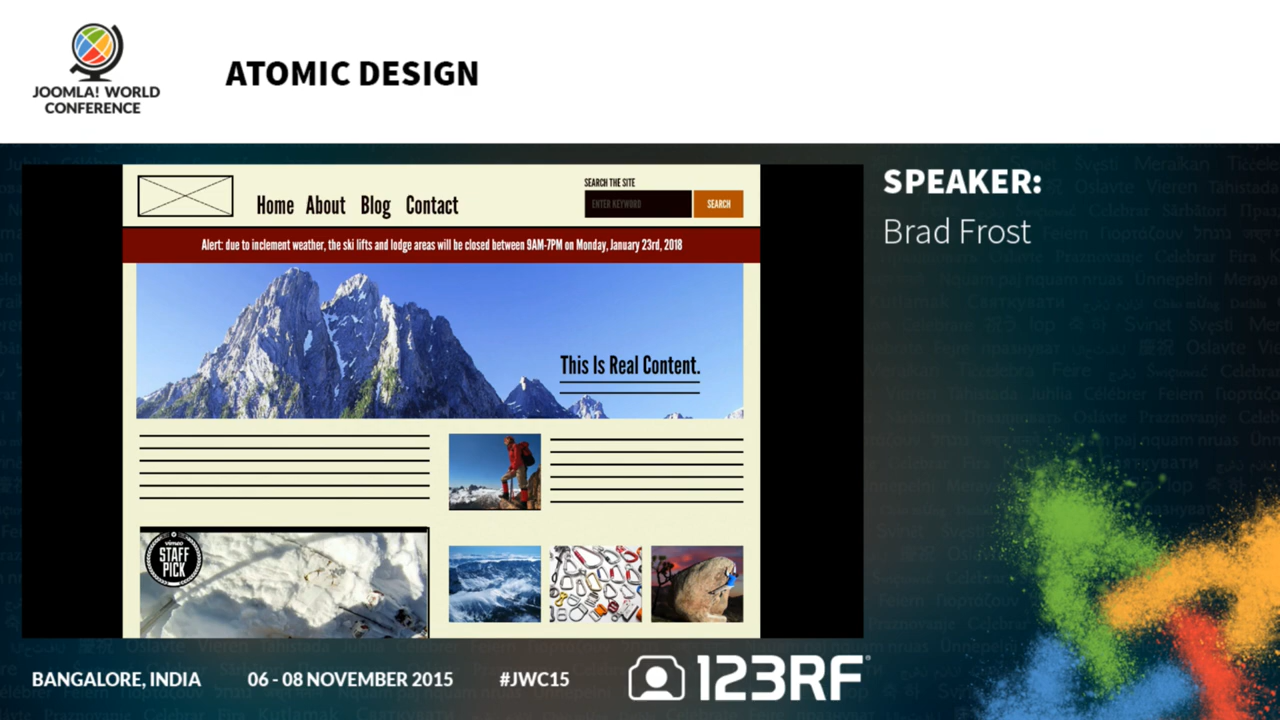 JOOMLA! WORLD
CONFERENCE
ATOMIC DESIGN
Home About Blog Contact
SEARCH THE SITE
ENTER KEYWORD
SEARCH
Alert: due to inclement weather, the ski lifts and lodge areas will be closed between 9AM-7PM on Monday, January 23rd, 2018
This Is Real Content.
vimeo
STAFF
PICK
SPEAKER:
Brad Frost
BANGALORE, INDIA
06 - 08 NOVEMBER 2015
#JWC15
123RF®